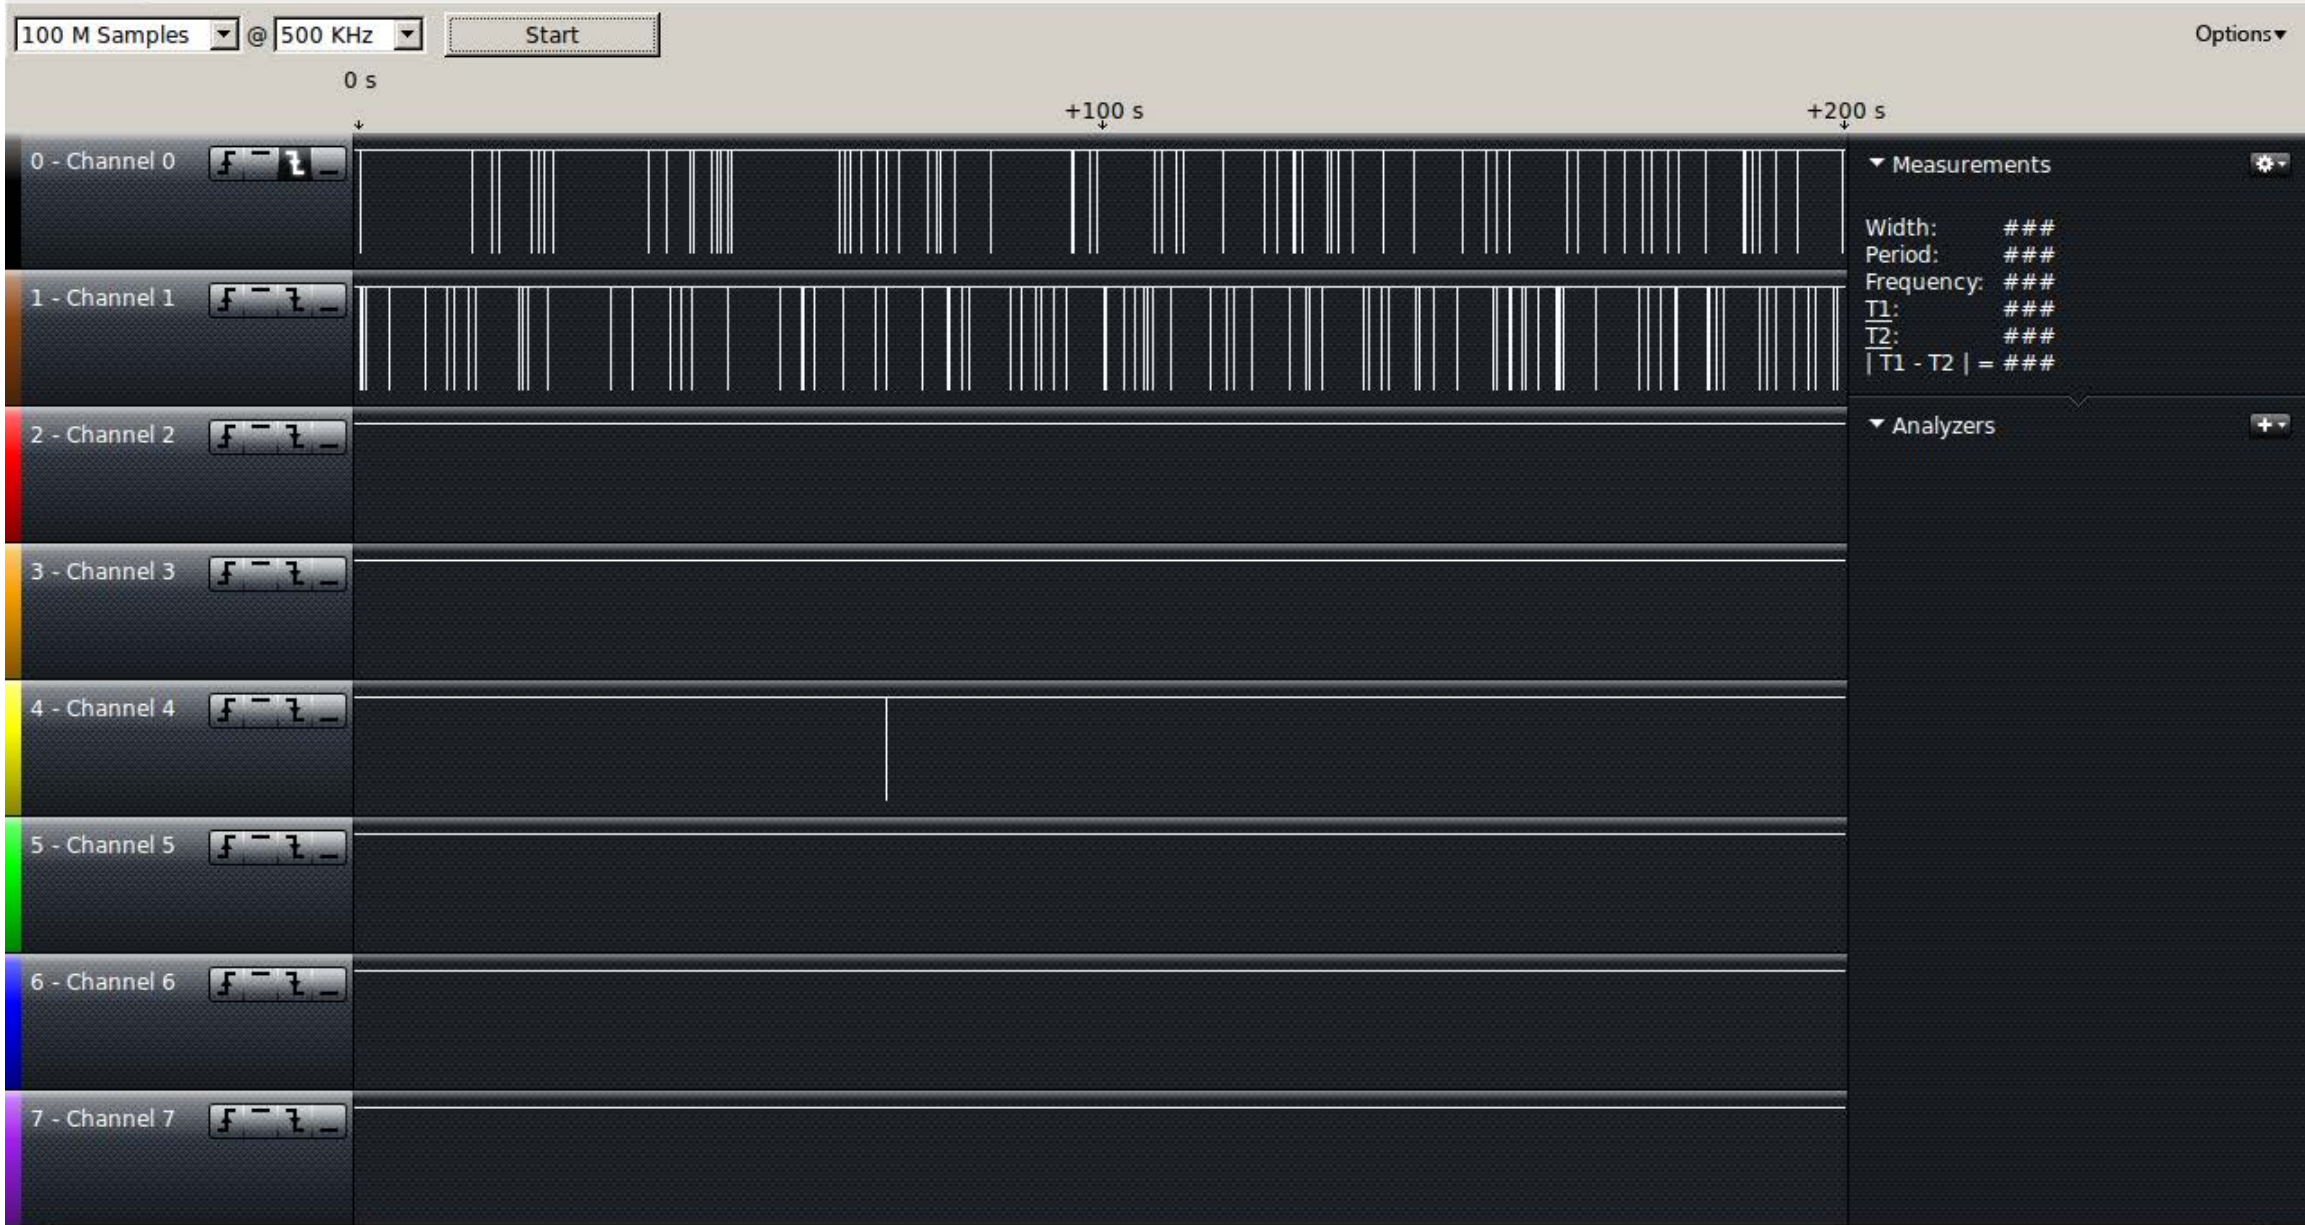 100 M Samples @ 500 KHz Start Options
0 s
+100 s +200 s
0 - Channel 0
Measurements
Width: ###
Period: ###
Frequency: ###
T1: ###
T2: ###
| T1 - T2 | = ###
1 - Channel 1
2 - Channel 2
Analyzers
3 - Channel 3
4 - Channel 4
5 - Channel 5
6 - Channel 6
7 - Channel 7